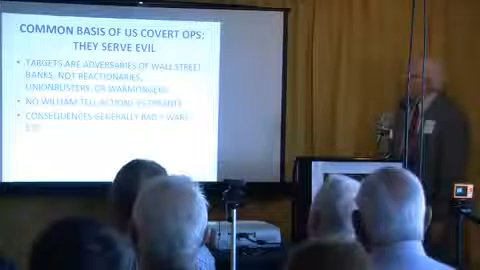 COMMON BASIS OF US COVERT OPS:
THEY SERVE EVIL
• TARGETS ARE ADVERSARIES OF WALL STREET
BANKS, NOT REACTIONARIES,
UNIONBUSTERS, OR WARMONGERS
• NO WILLIAM TELL ACTIONS VS TYRANTS
• CONSEQUENCES GENERALLY BAD – WARS